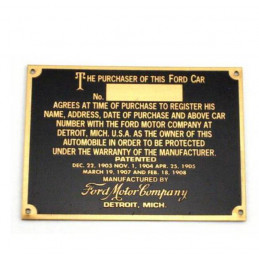 THE PURCHASER OF THIS FORD CAR
No.
AGREES AT TIME OF PURCHASE TO REGISTER HIS
NAME, ADDRESS, DATE OF PURCHASE AND ABOVE CAR
NUMBER WITH THE FORD MOTOR COMPANY AT
DETROIT, MICH. U.S.A. AS THE OWNER OF THIS
AUTOMOBILE IN ORDER TO BE PROTECTED
UNDER THE WARRANTY OF THE MANUFACTURER.
PATENTED
DEC. 22, 1903 NOV. 1, 1904 APR. 25, 1905
MARCH 19, 1907 AND FEB. 18, 1908
MANUFACTURED BY
Ford Motor Company
DETROIT, MICH.